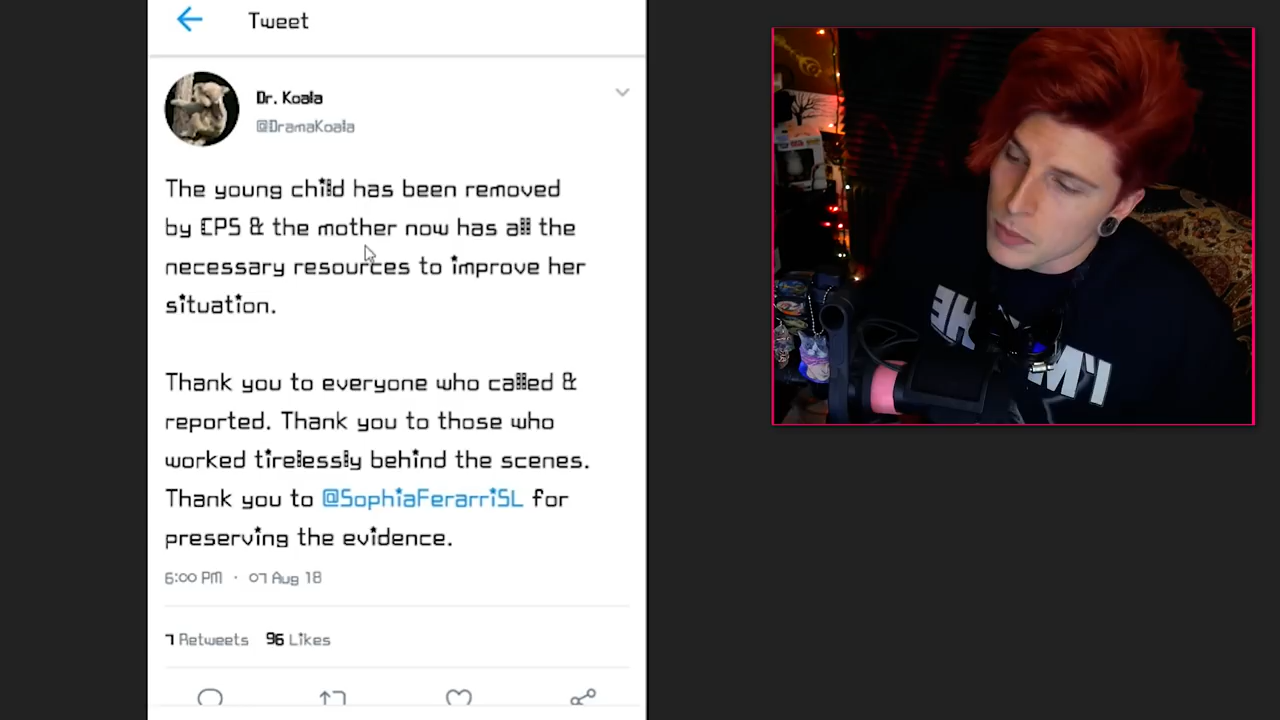 Tweet
Dr. Koala
@DramaKoala
The young child has been removed
by CPS & the mother now has all the
necessary resources to improve her
situation.
Thank you to everyone who called &
reported. Thank you to those who
worked tirelessly behind the scenes.
Thank you to @SophiaFerarriSL for
preserving the evidence.
6:00 PM · 07 Aug 18
7 Retweets 96 Likes
I'M
THE